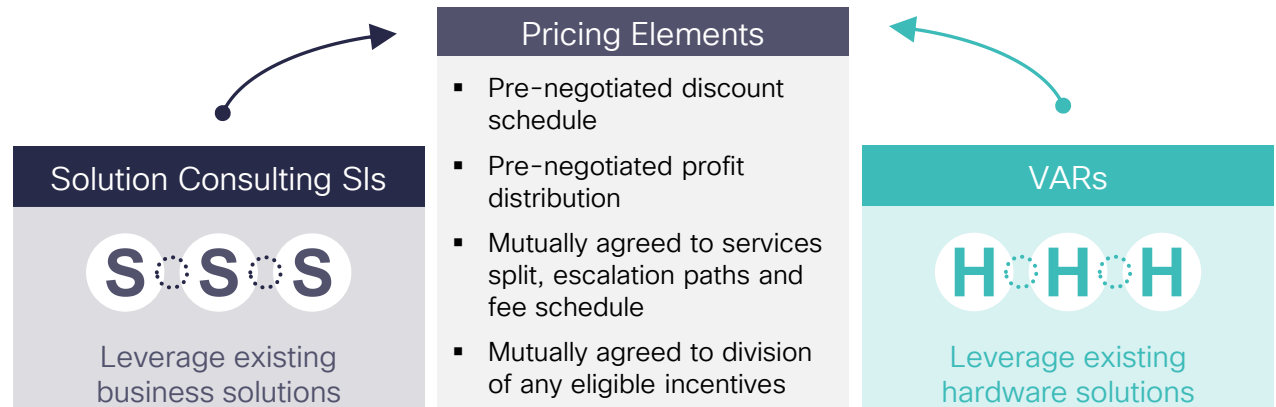 Pricing Elements
▪ Pre-negotiated discount
schedule
▪ Pre-negotiated profit
distribution
▪ Mutually agreed to services
split, escalation paths and
fee schedule
▪ Mutually agreed to division
of any eligible incentives
Solution Consulting SIs
S S S
Leverage existing
business solutions
VARs
H H H
Leverage existing
hardware solutions